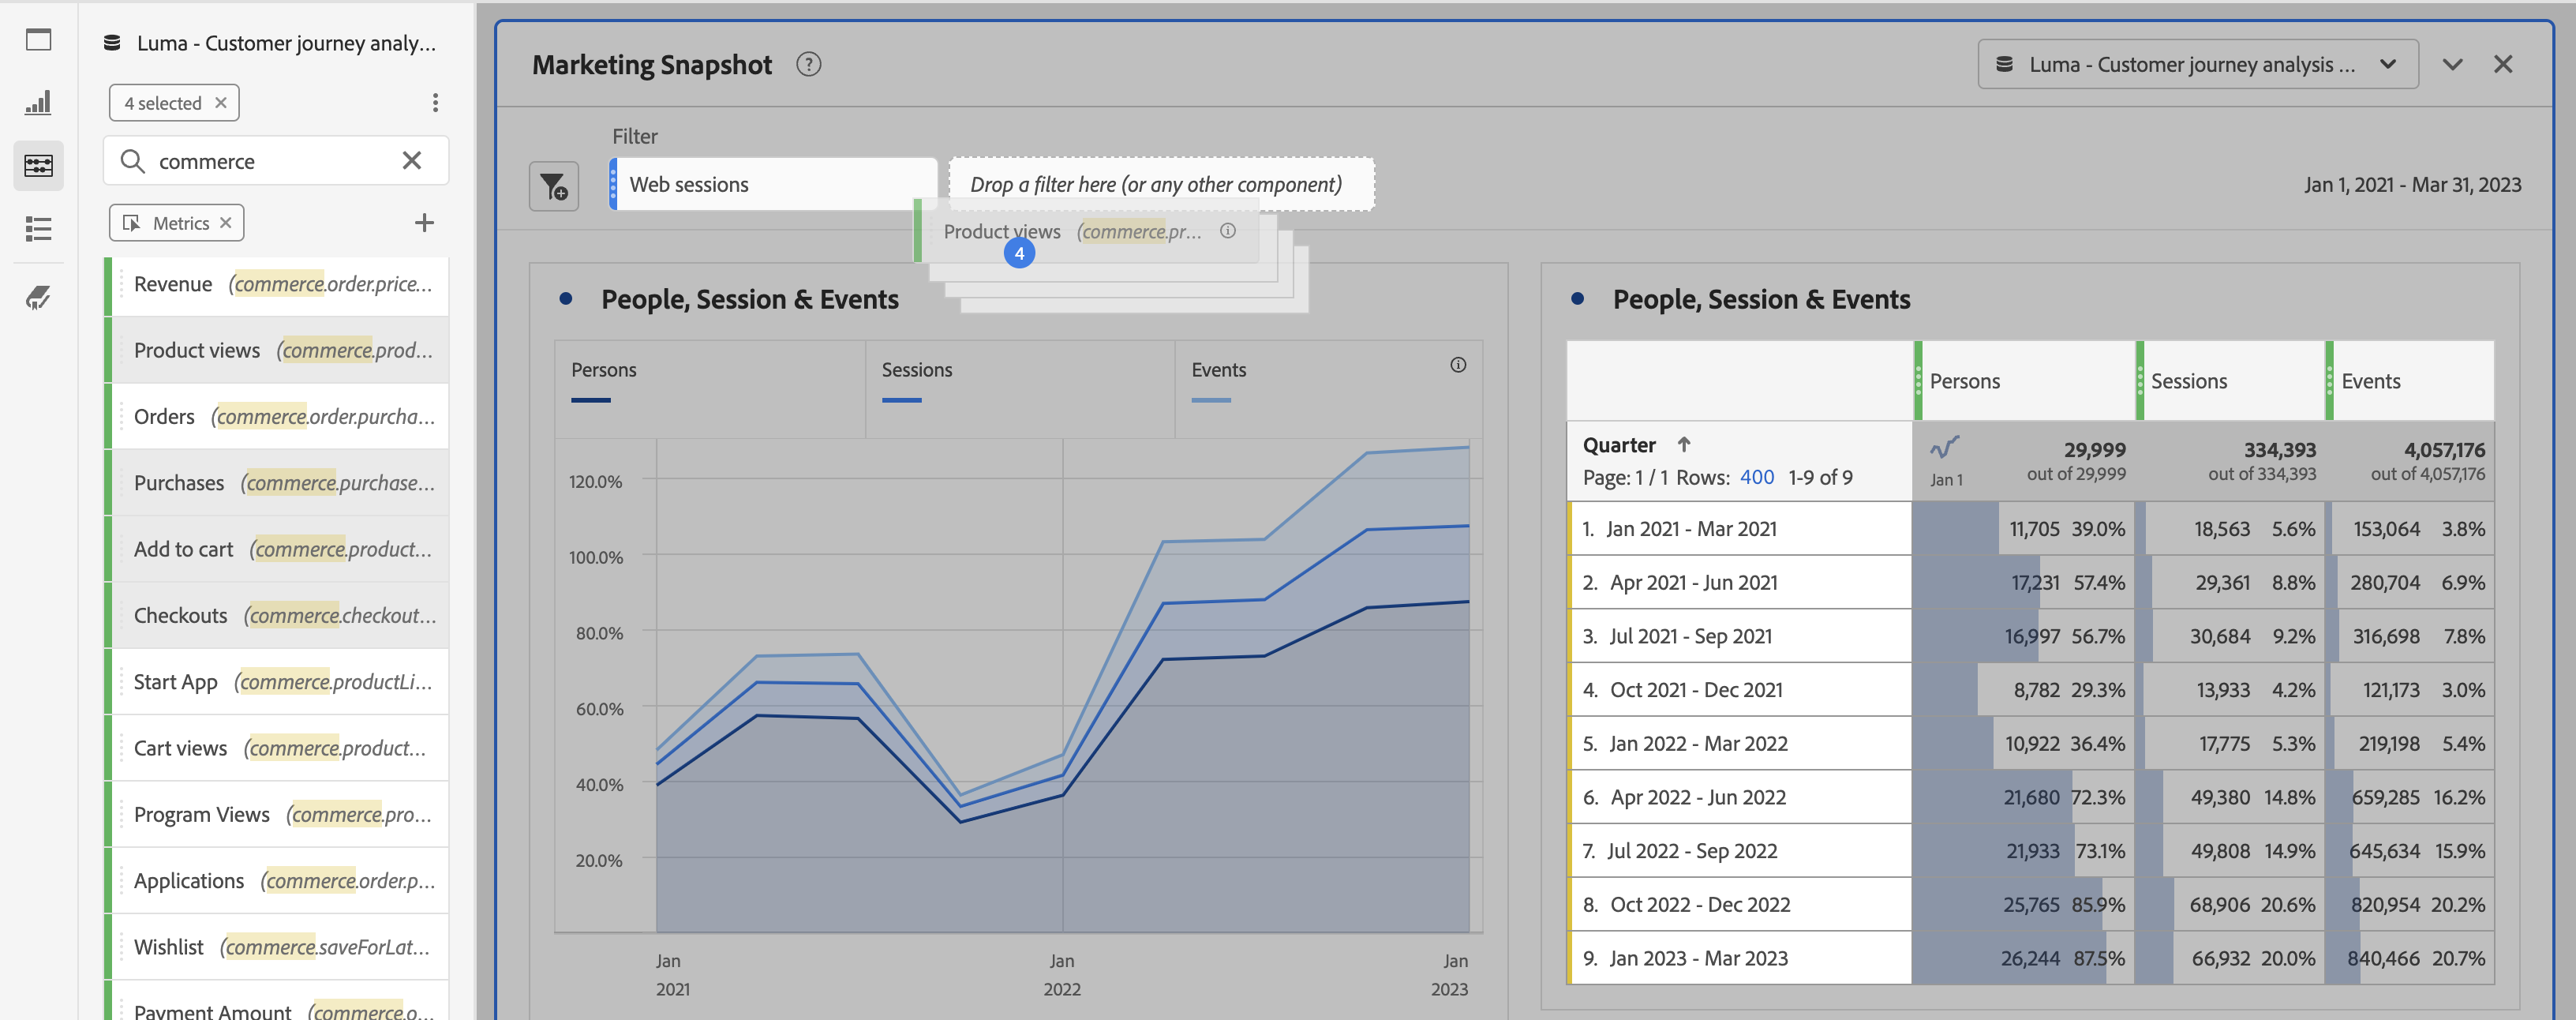 Luma - Customer journey analy...
4 selected
commerce
Metrics
Revenue (commerce.order.price...
Product views (commerce.prod...
Orders (commerce.order.purcha...
Purchases (commerce.purchase...
Add to cart (commerce.product...
Checkouts (commerce.checkout...
Start App (commerce.productLi...
Cart views (commerce.product...
Program Views (commerce.pro...
Applications (commerce.order.p...
Wishlist (commerce.saveForLat...
Payment Amount (commerce.o...
Marketing Snapshot
Luma - Customer journey analysis ...
Filter
Web sessions
Drop a filter here (or any other component)
Jan 1, 2021 - Mar 31, 2023
Product views (commerce.pr...
4
People, Session & Events
Persons
Sessions
Events
120.0%
100.0%
80.0%
60.0%
40.0%
20.0%
Jan 2021
Jan 2022
Jan 2023
People, Session & Events
Persons Sessions Events
Quarter
Page: 1 / 1 Rows: 400 1-9 of 9
Jan 1
29,999 334,393 4,057,176
out of 29,999 out of 334,393 out of 4,057,176
1. Jan 2021 - Mar 2021 11,705 39.0% 18,563 5.6% 153,064 3.8%
2. Apr 2021 - Jun 2021 17,231 57.4% 29,361 8.8% 280,704 6.9%
3. Jul 2021 - Sep 2021 16,997 56.7% 30,684 9.2% 316,698 7.8%
4. Oct 2021 - Dec 2021 8,782 29.3% 13,933 4.2% 121,173 3.0%
5. Jan 2022 - Mar 2022 10,922 36.4% 17,775 5.3% 219,198 5.4%
6. Apr 2022 - Jun 2022 21,680 72.3% 49,380 14.8% 659,285 16.2%
7. Jul 2022 - Sep 2022 21,933 73.1% 49,808 14.9% 645,634 15.9%
8. Oct 2022 - Dec 2022 25,765 85.9% 68,906 20.6% 820,954 20.2%
9. Jan 2023 - Mar 2023 26,244 87.5% 66,932 20.0% 840,466 20.7%